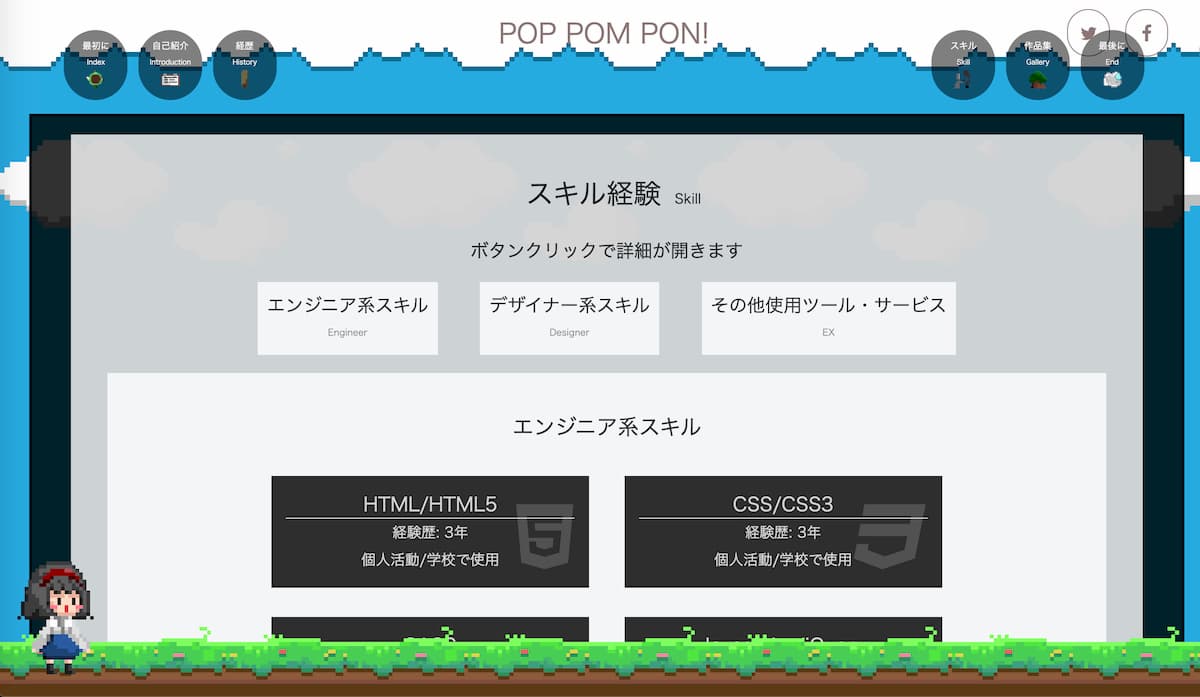 POP POM PON!
最初に
Index
自己紹介
Introduction
経歴
History
スキル
Skill
作品集
Gallery
最後に
End
スキル経験 Skill
ボタンクリックで詳細が開きます
エンジニア系スキル
Engineer
デザイナー系スキル
Designer
その他使用ツール・サービス
EX
エンジニア系スキル
HTML/HTML5
経験歴: 3年
個人活動/学校で使用
CSS/CSS3
経験歴: 3年
個人活動/学校で使用